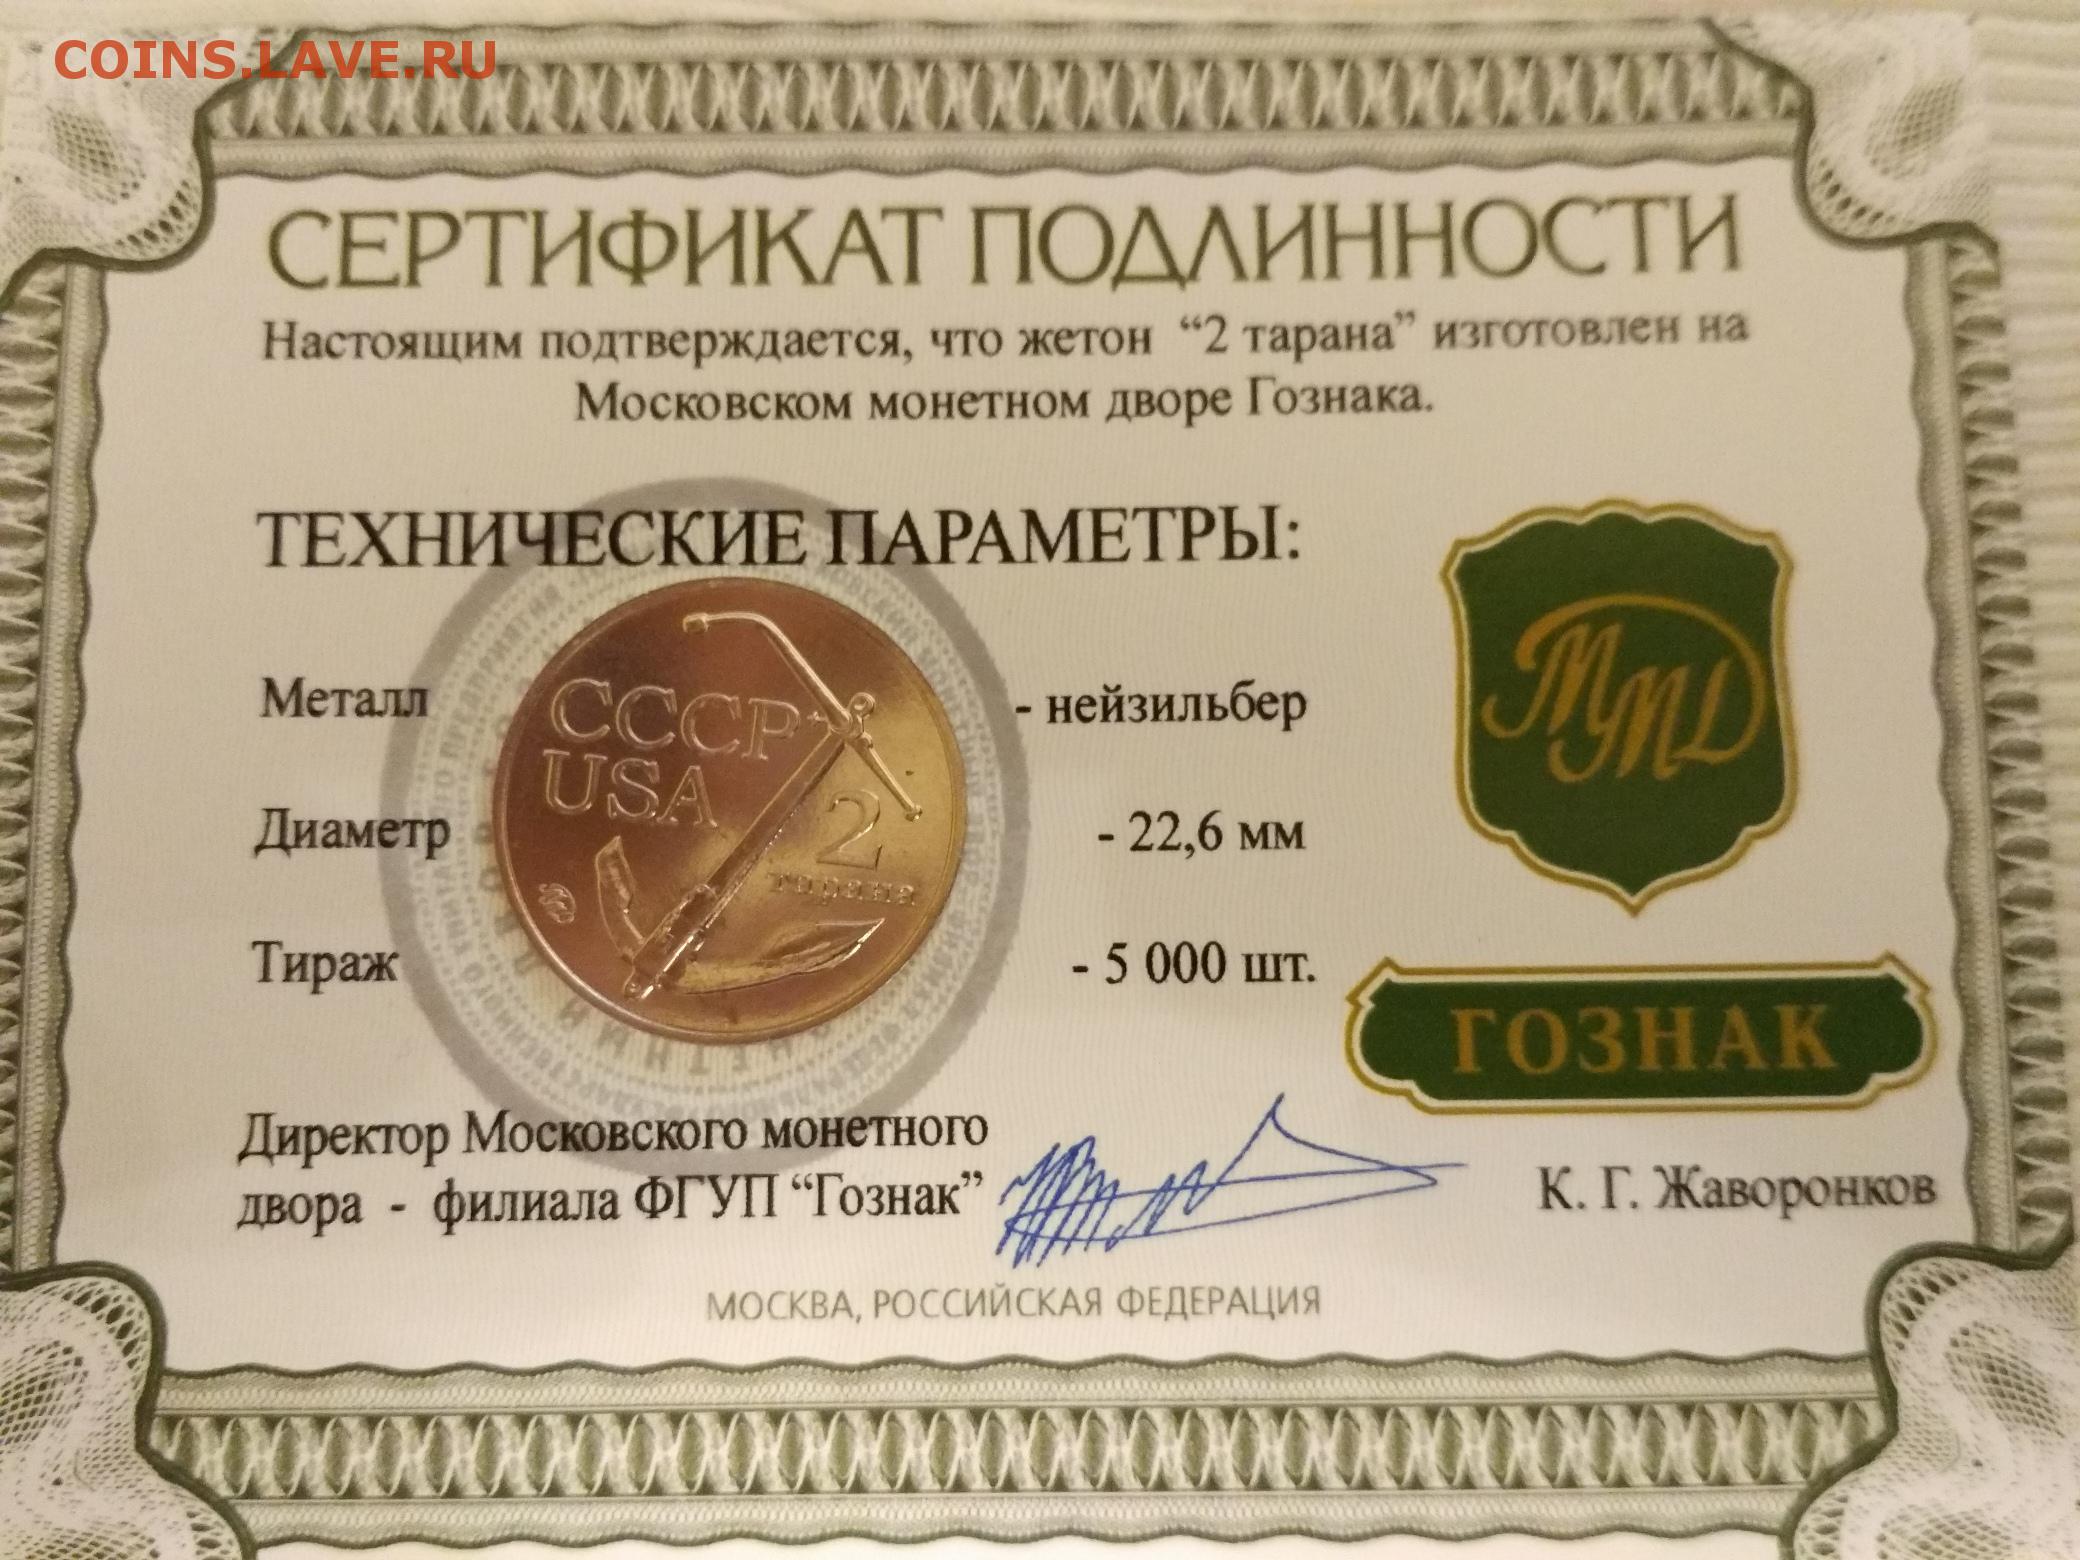 COINS.LAVE.RU
СЕРТИФИКАТ ПОДЛИННОСТИ
Настоящим подтверждается, что жетон “2 тарана” изготовлен на
Московском монетном дворе Гознака.
ТЕХНИЧЕСКИЕ ПАРАМЕТРЫ:
Металл - нейзильбер
Диаметр - 22,6 мм
Тираж - 5 000 шт.
СССР
USA
2
тарана
ММД
ГОЗНАК
Директор Московского монетного
двора - филиала ФГУП “Гознак” К. Г. Жаворонков
МОСКВА, РОССИЙСКАЯ ФЕДЕРАЦИЯ